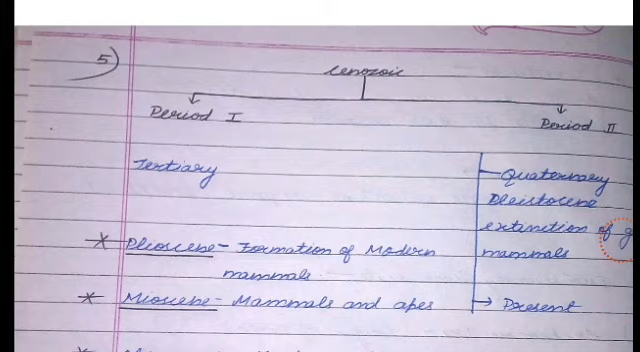 5)
Cenozoic
Period I
Period II
Tertiary
Quaternary
Pleistocene
extinction of g
mammals
Present
* Pliocene - Formation of Modern
mammals
* Miocene - Mammals and apes